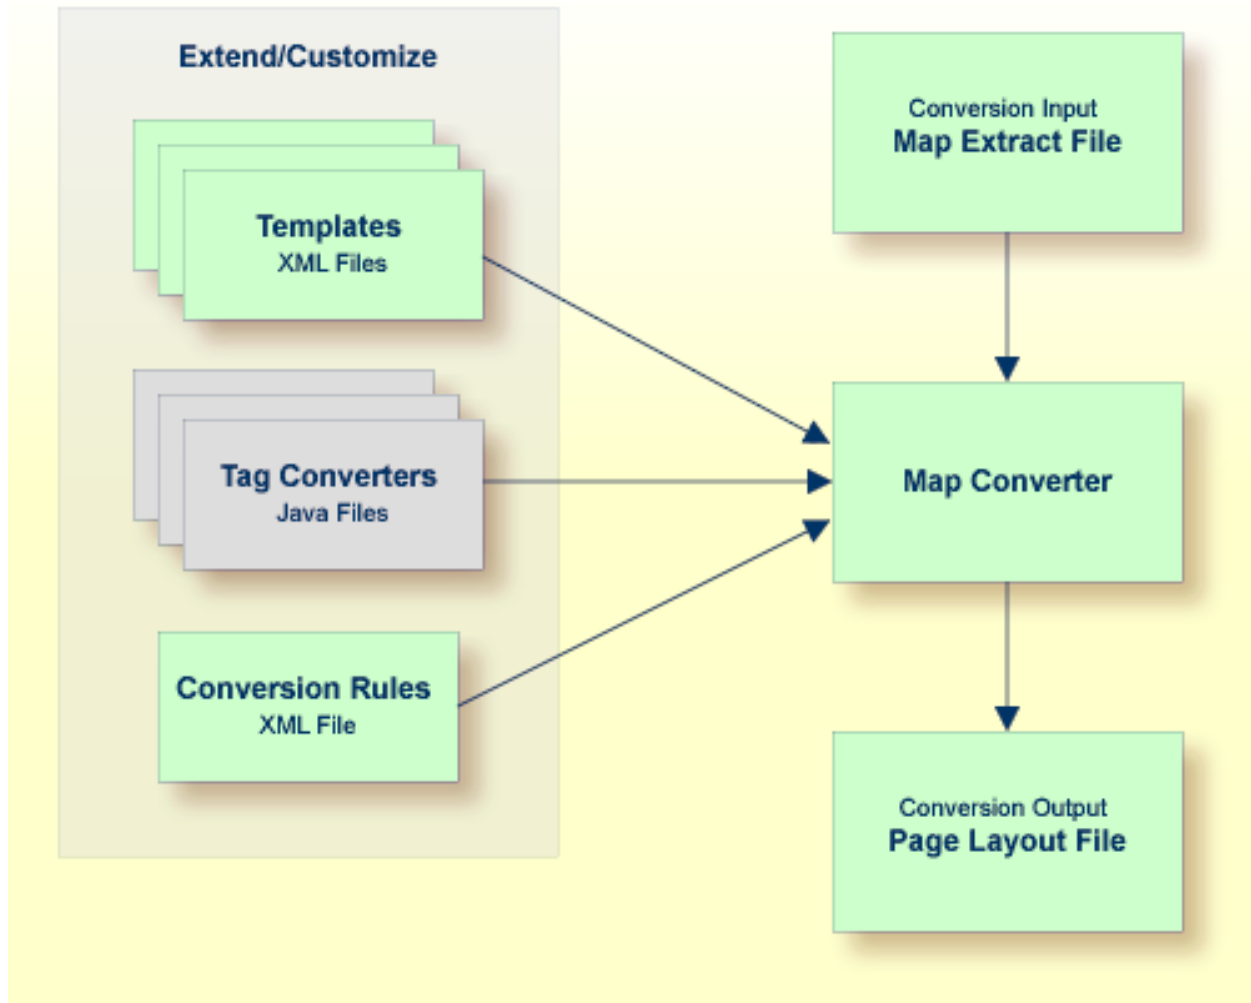 Extend/Customize
Templates
XML Files
Tag Converters
Java Files
Conversion Rules
XML File
Conversion Input
Map Extract File
Map Converter
Conversion Output
Page Layout File